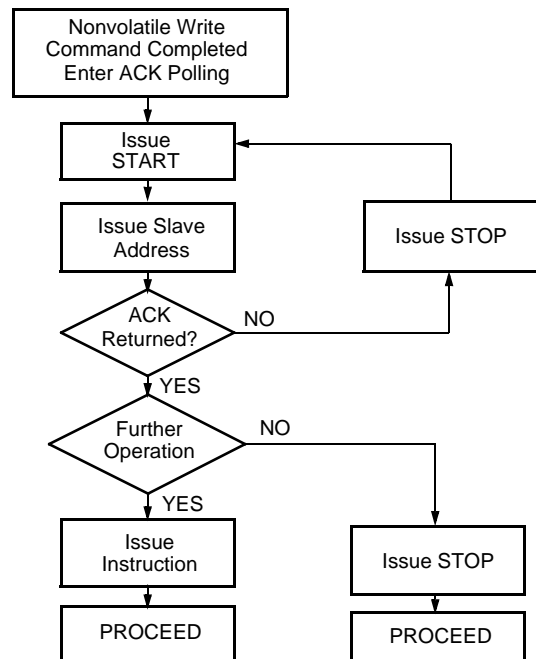 Nonvolatile Write
Command Completed
Enter ACK Polling
Issue
START
Issue Slave
Address
Issue STOP
ACK
Returned?
NO
YES
Further
Operation
NO
YES
Issue
Instruction
Issue STOP
PROCEED
PROCEED